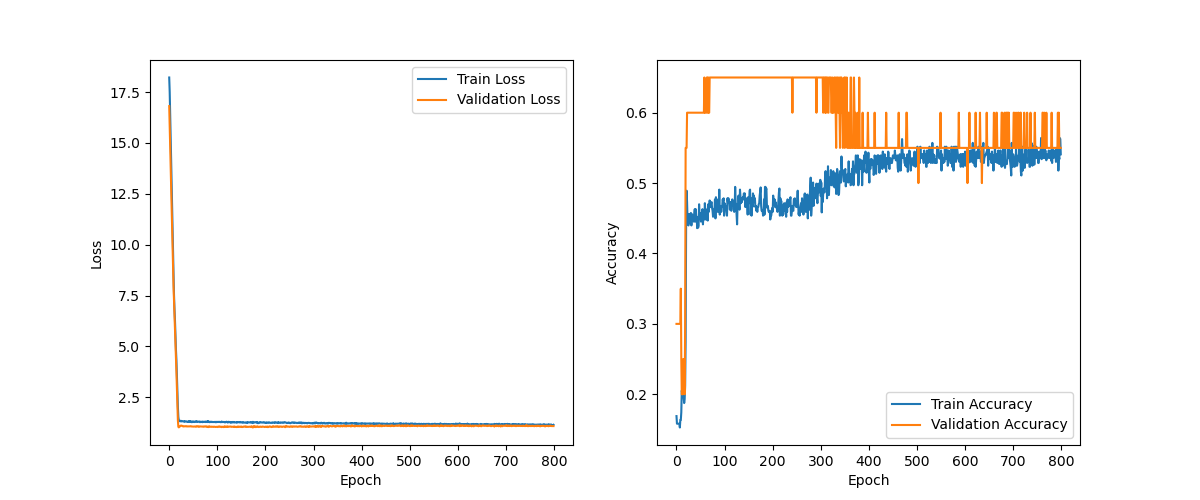 Train Loss
Validation Loss
17.5
15.0
12.5
10.0
7.5
5.0
2.5
Loss
0 100 200 300 400 500 600 700 800
Epoch
0.6
0.5
0.4
0.3
0.2
Accuracy
Train Accuracy
Validation Accuracy
0 100 200 300 400 500 600 700 800
Epoch